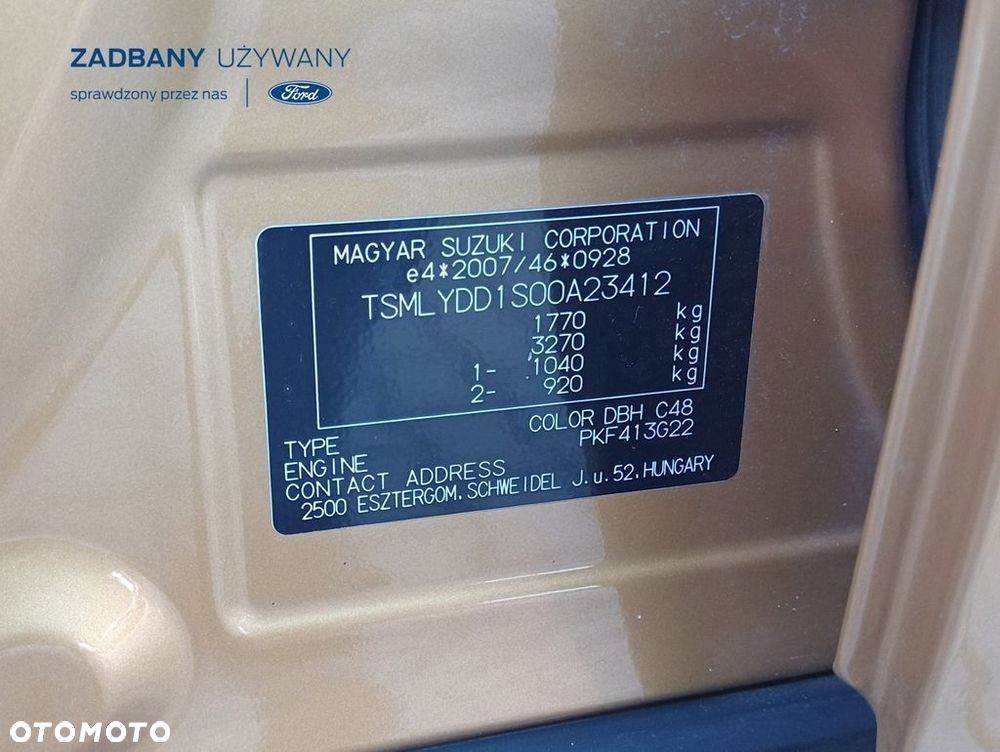 ZADBANY UŻYWANY
sprawdzony przez nas
Ford
MAGYAR SUZUKI CORPORATION
e4*2007/46*0928
TSMLYDD1S00A23412
1770 kg
3270 kg
1- 1040 kg
2- 920 kg
COLOR DBH C48
TYPE PKF413G22
ENGINE
CONTACT ADDRESS
2500 ESZTERGOM, SCHWEIDEL J.u.52, HUNGARY
OTOMOTO